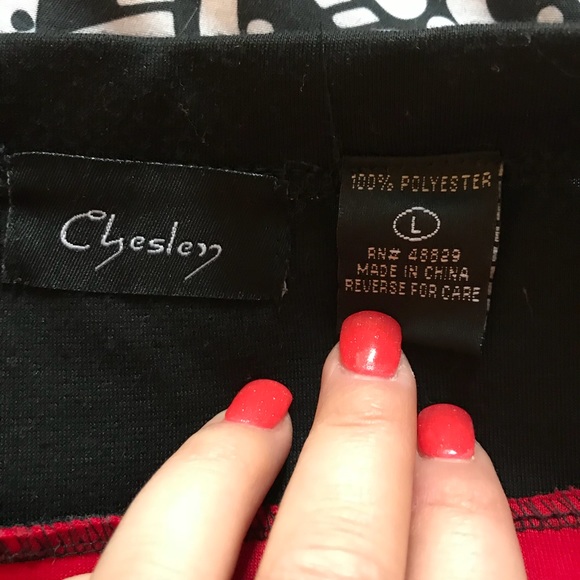 Chesley
100% POLYESTER
L
RN# 48829
MADE IN CHINA
REVERSE FOR CARE